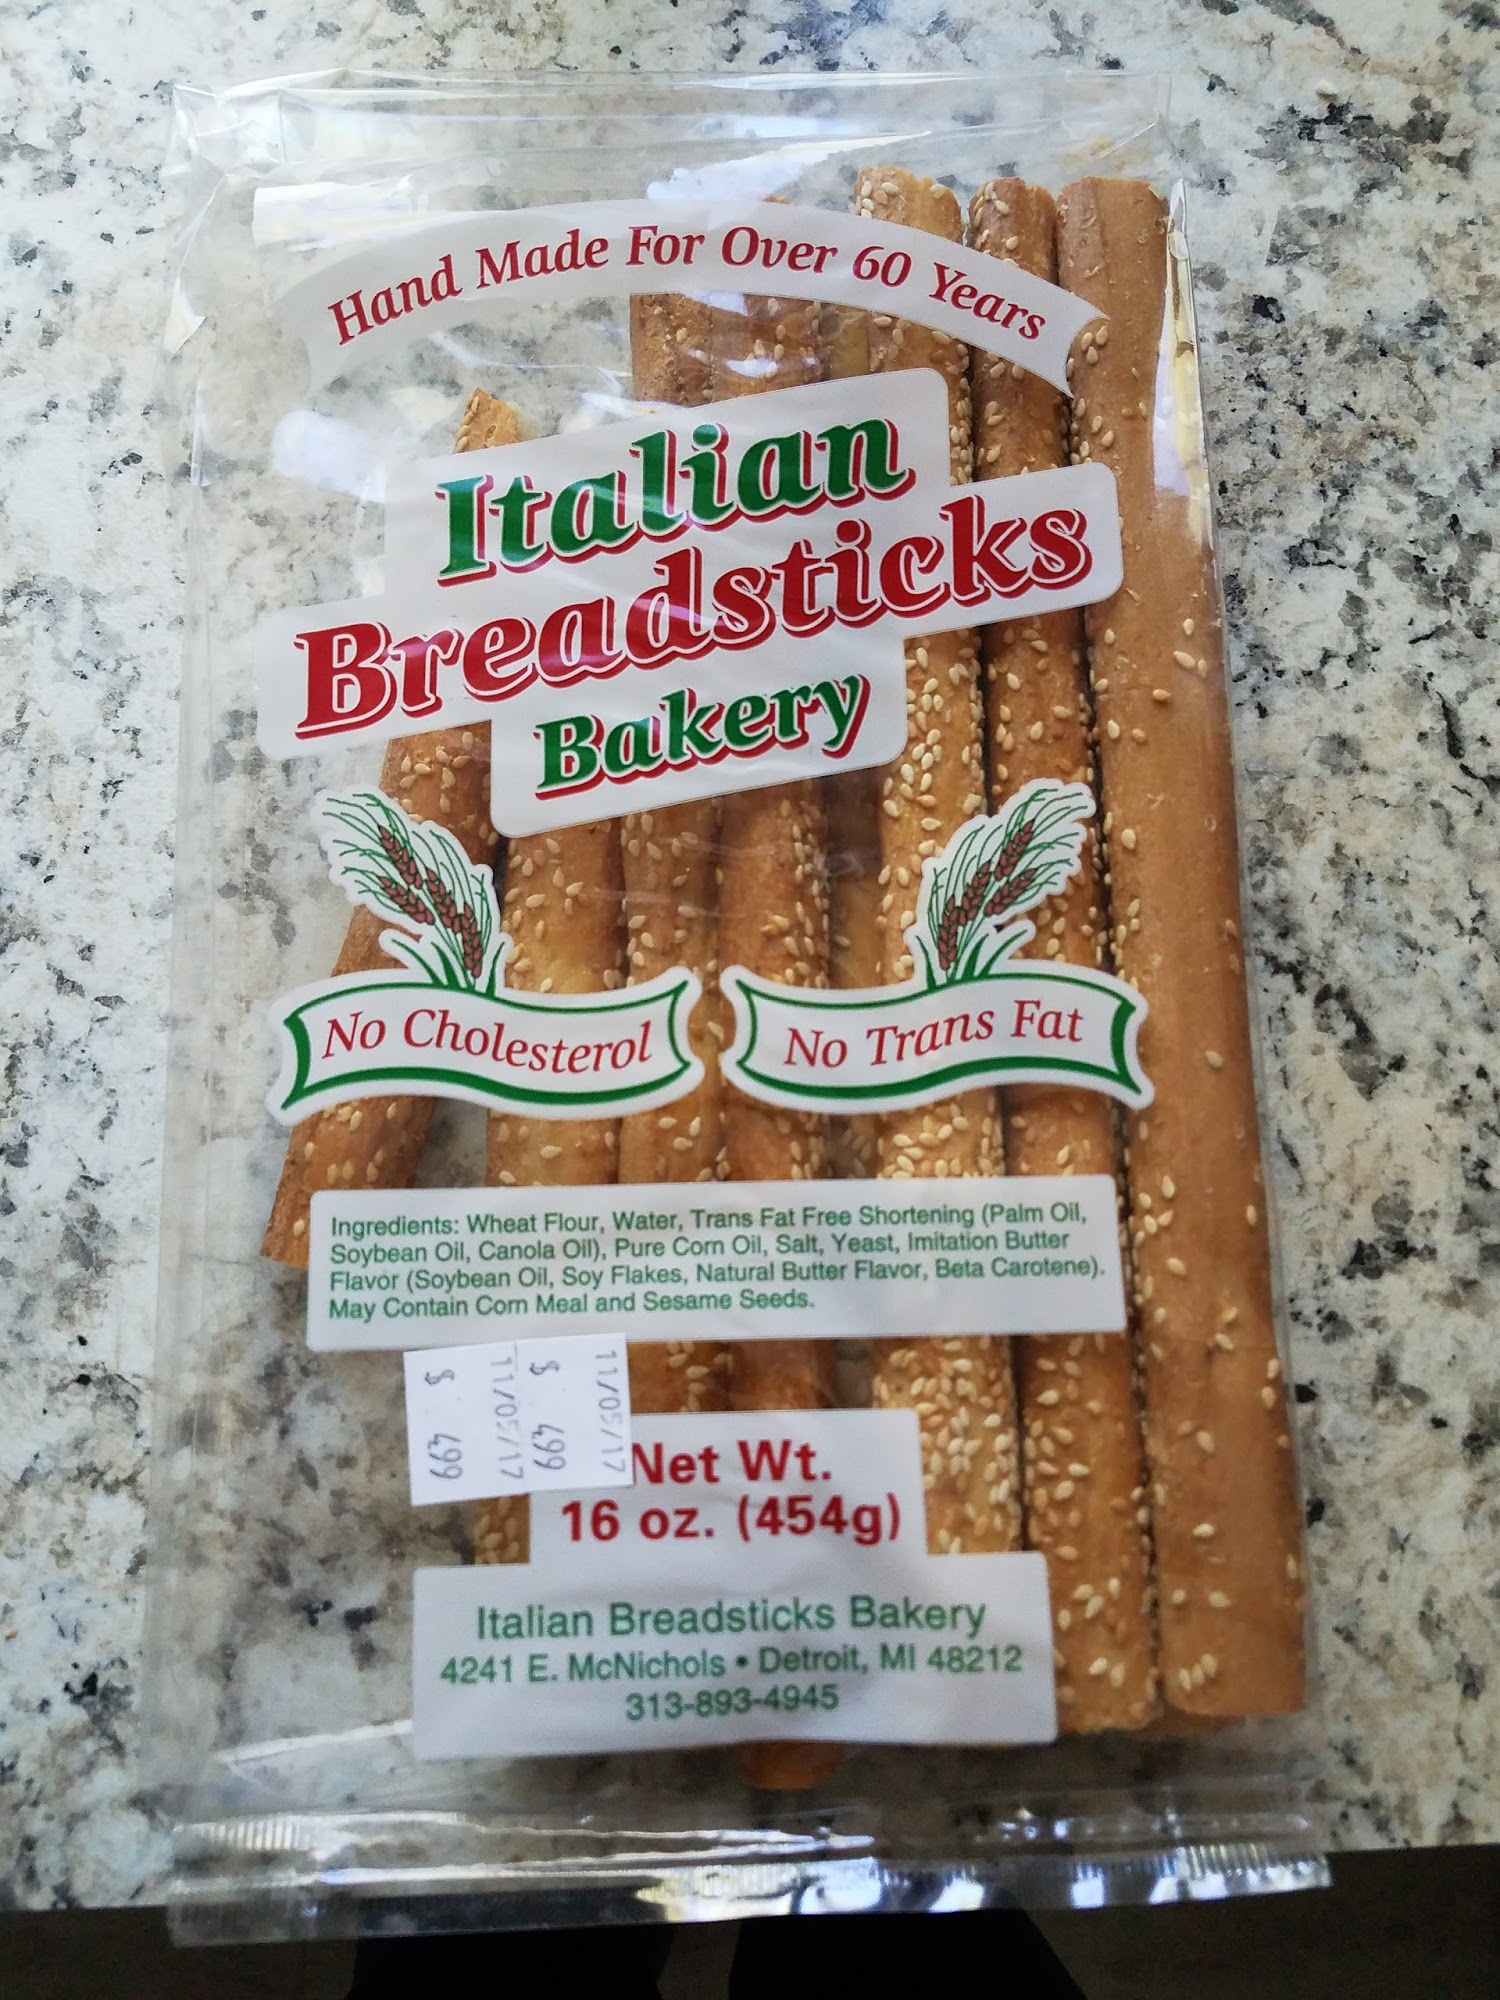 Hand Made For Over 60 Years
Italian
Breadsticks
Bakery
No Cholesterol
No Trans Fat
Ingredients: Wheat Flour, Water, Trans Fat Free Shortening (Palm Oil,
Soybean Oil, Canola Oil), Pure Corn Oil, Salt, Yeast, Imitation Butter
Flavor (Soybean Oil, Soy Flakes, Natural Butter Flavor, Beta Carotene).
May Contain Corn Meal and Sesame Seeds.
11/05/17
$ 499
11/05/17
$ 499
Net Wt.
16 oz. (454g)
Italian Breadsticks Bakery
4241 E. McNichols • Detroit, MI 48212
313-893-4945